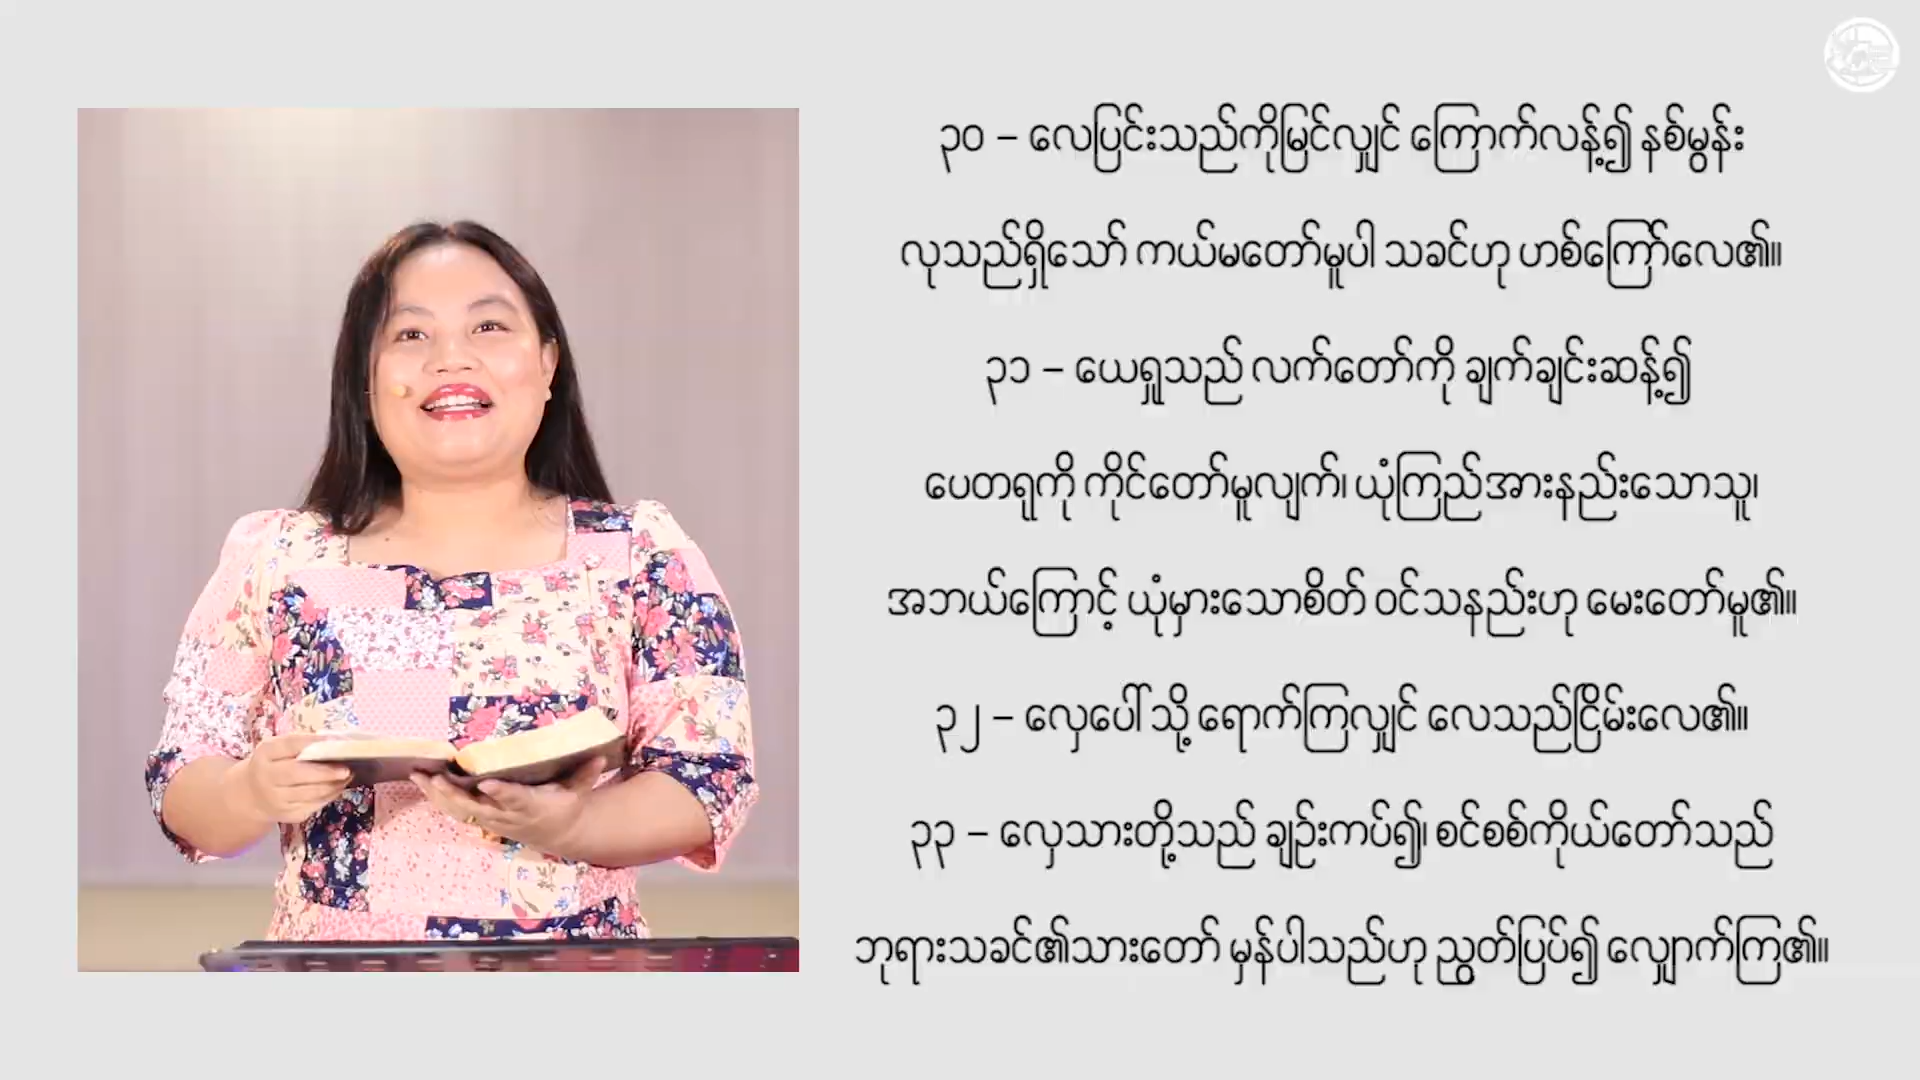 ၃၀ – လေပြင်းသည်ကိုမြင်လျှင် ကြောက်လန့်၍ နစ်မွန်း
လုသည်ရှိသော် ကယ်မတော်မူပါ သခင်ဟု ဟစ်ကြော်လေ၏။
၃၁ – ယေရှုသည် လက်တော်ကို ချက်ချင်းဆန့်၍
ပေတရုကို ကိုင်တော်မူလျက်၊ ယုံကြည်အားနည်းသောသူ၊
အဘယ်ကြောင့် ယုံမှားသောစိတ် ဝင်သနည်းဟု မေးတော်မူ၏။
၃၂ – လှေပေါ်သို့ ရောက်ကြလျှင် လေသည်ငြိမ်းလေ၏။
၃၃ – လှေသားတို့သည် ချဉ်းကပ်၍၊ စင်စစ်ကိုယ်တော်သည်
ဘုရားသခင်၏သားတော် မှန်ပါသည်ဟု ညွှတ်ပြပ်၍ လျှောက်ကြ၏။